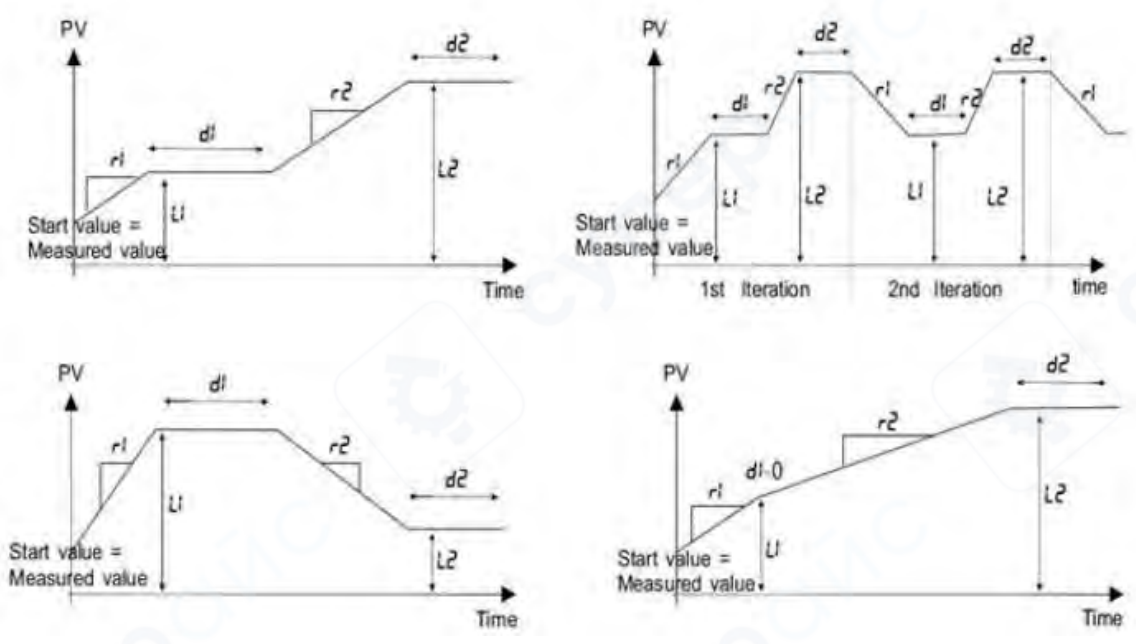 PV
d2
r2
d1
r1
L2
L1
Start value =
Measured value
Time
PV
d2
d2
r2
d1
r1
d1
r2
r1
r1
L1
L2
L1
L2
Start value =
Measured value
1st Iteration
2nd Iteration
time
PV
d1
r1
r2
d2
L1
L2
Start value =
Measured value
Time
PV
d2
r2
d1-0
r1
L2
L1
Start value =
Measured value
Time